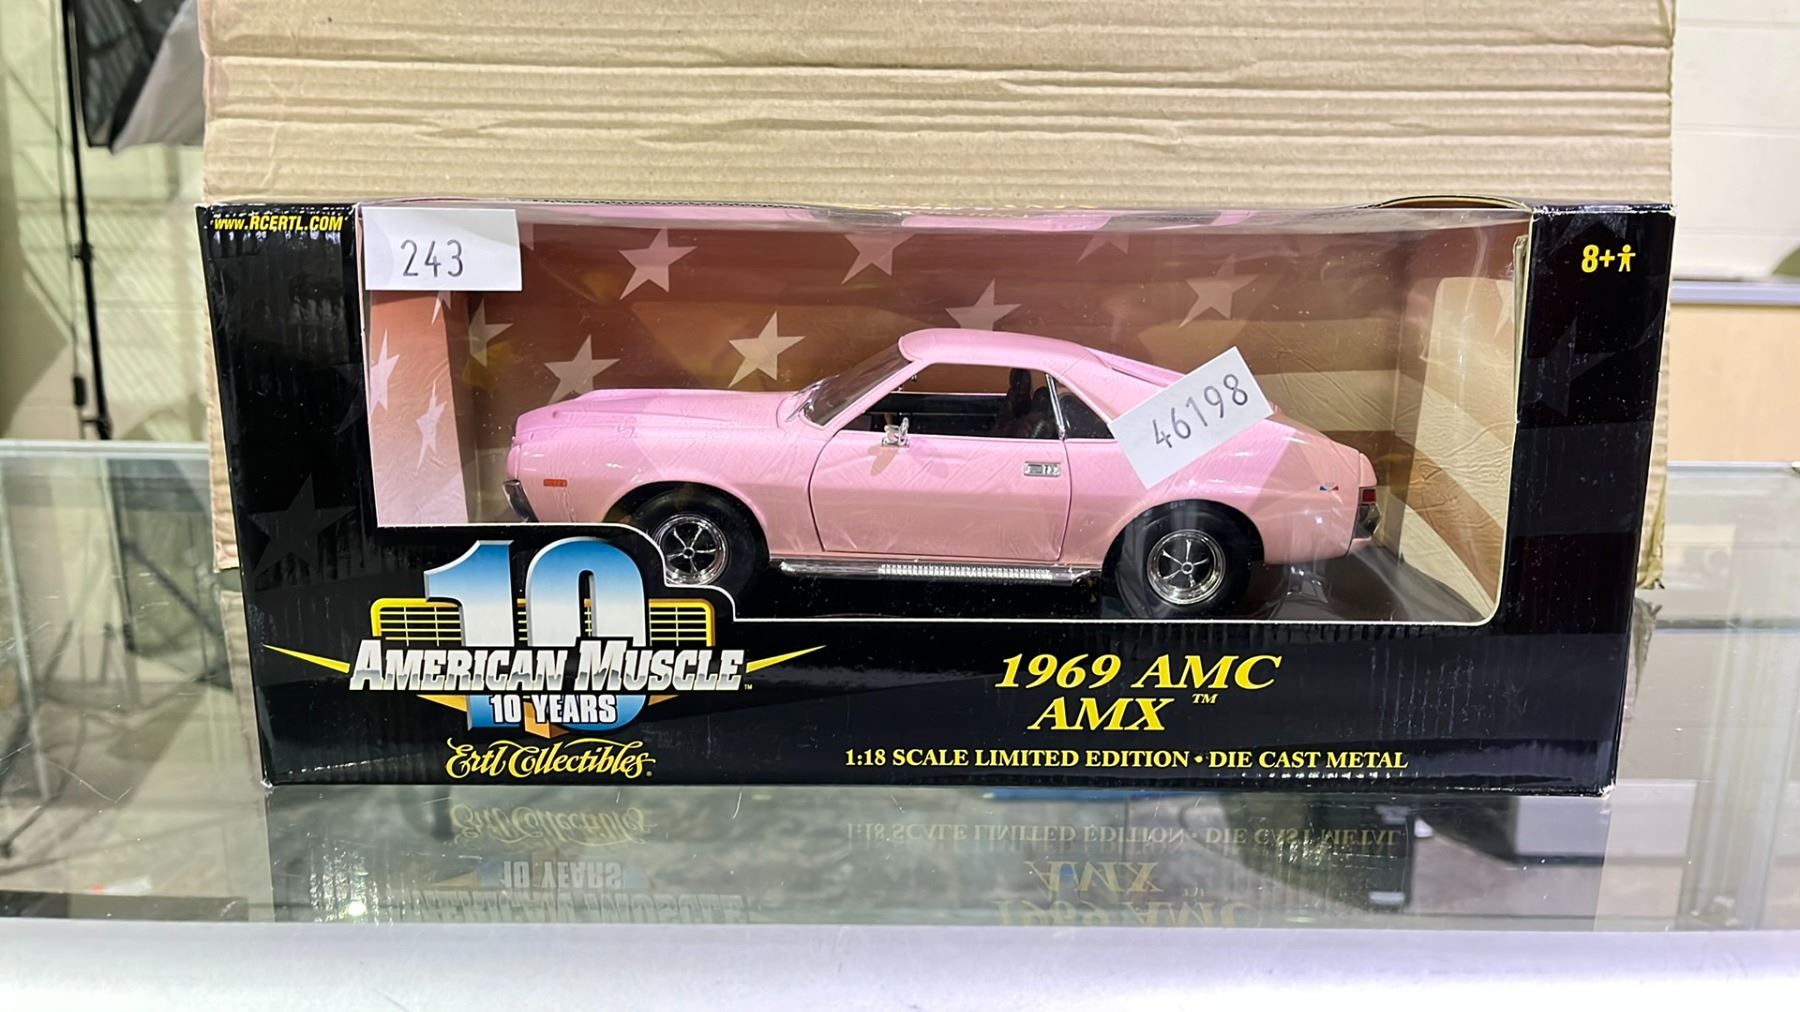 www.RCERTL.COM
243
8+
46198
10
AMERICAN MUSCLE™
10 YEARS
Ertl Collectibles
1969 AMC
AMX™
1:18 SCALE LIMITED EDITION • DIE CAST METAL